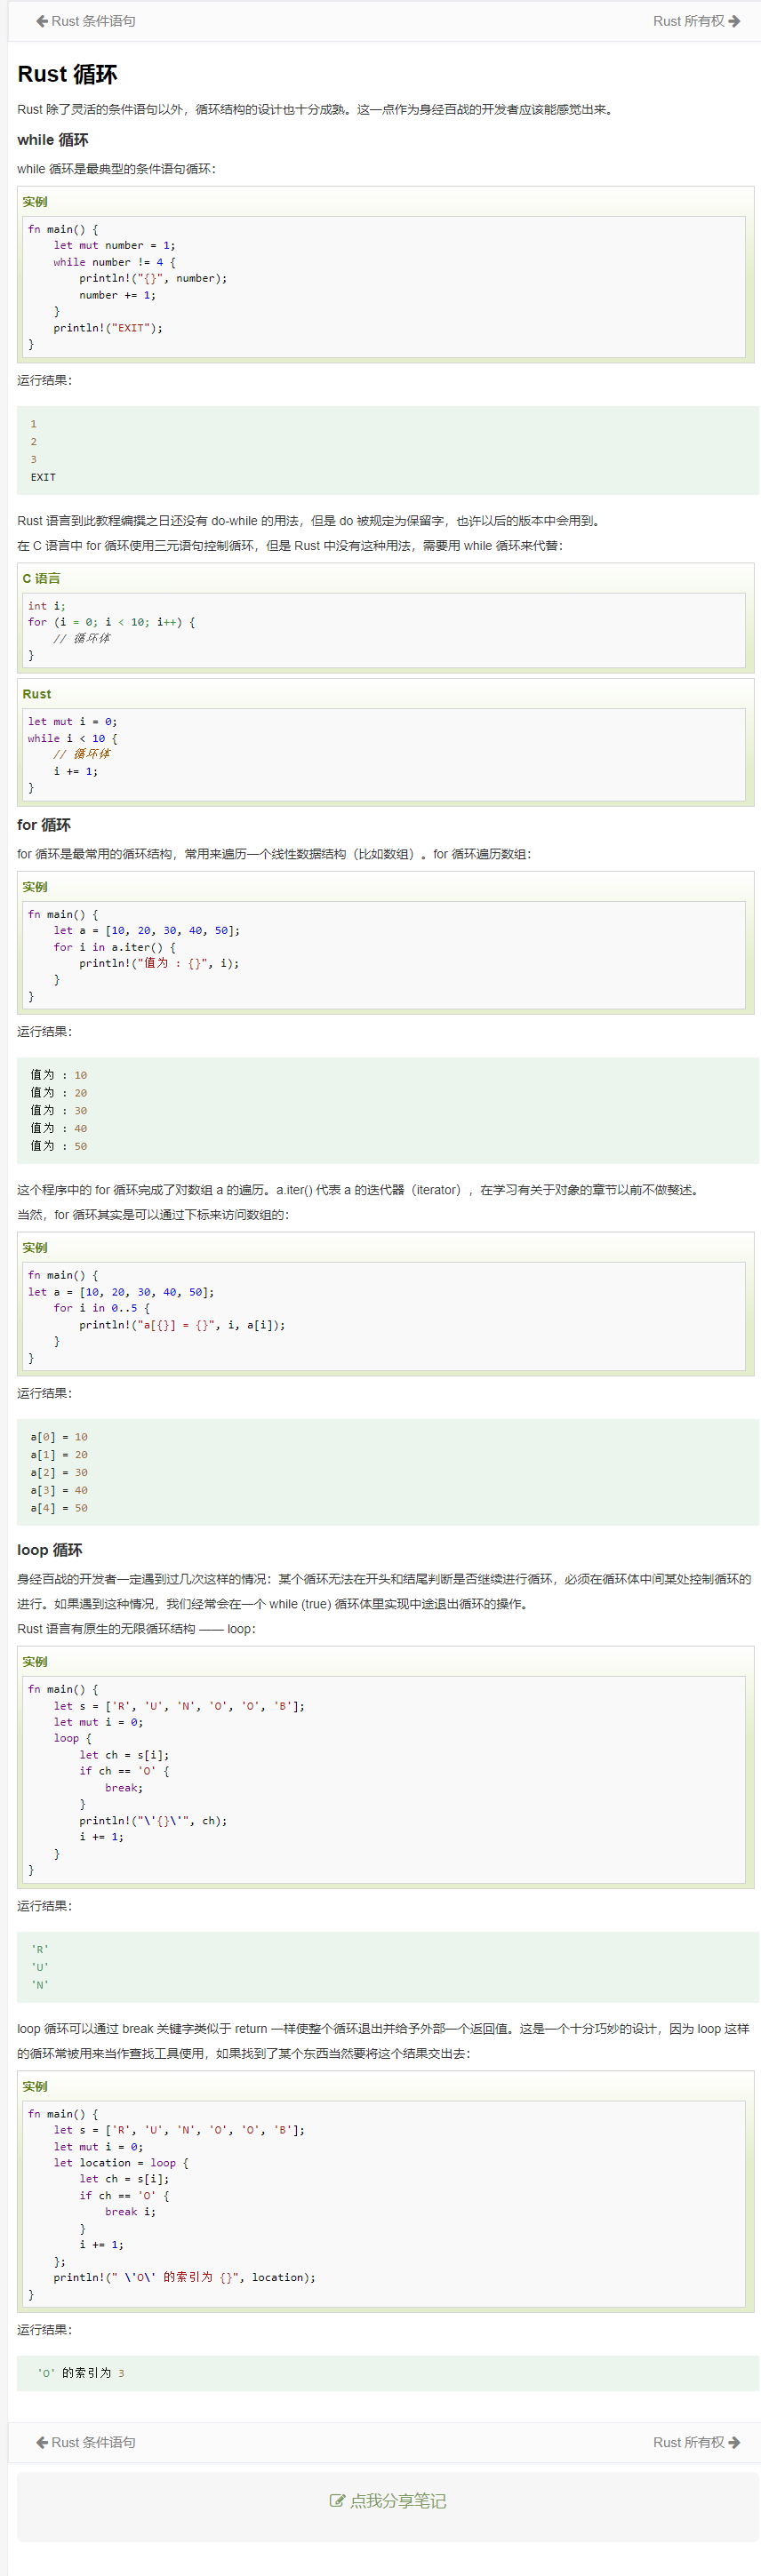 Rust 条件语句
Rust 所有权
Rust 循环
Rust 除了灵活的条件语句以外，循环结构的设计也十分成熟。这一点作为身经百战的开发者应该能感觉出来。
while 循环
while 循环是最典型的条件语句循环：
实例
fn main() {
    let mut number = 1;
    while number != 4 {
        println!("{}", number);
        number += 1;
    }
    println!("EXIT");
}
运行结果：
1
2
3
EXIT
Rust 语言到此教程编撰之日还没有 do-while 的用法，但是 do 被规定为保留字，也许以后的版本中会用到。
在 C 语言中 for 循环使用三元语句控制循环，但是 Rust 中没有这种用法，需要用 while 循环来代替：
C 语言
int i;
for (i = 0; i < 10; i++) {
    // 循环体
}
Rust
let mut i = 0;
while i < 10 {
    // 循环体
    i += 1;
}
for 循环
for 循环是最常用的循环结构，常用来遍历一个线性数据结构（比如数组）。for 循环遍历数组：
实例
fn main() {
    let a = [10, 20, 30, 40, 50];
    for i in a.iter() {
        println!("值为 : {}", i);
    }
}
运行结果：
值为 : 10
值为 : 20
值为 : 30
值为 : 40
值为 : 50
这个程序中的 for 循环完成了对数组 a 的遍历。a.iter() 代表 a 的迭代器（iterator），在学习有关于对象的章节以前不做赘述。
当然，for 循环其实是可以通过下标来访问数组的：
实例
fn main() {
let a = [10, 20, 30, 40, 50];
    for i in 0..5 {
        println!("a[{}] = {}", i, a[i]);
    }
}
运行结果：
a[0] = 10
a[1] = 20
a[2] = 30
a[3] = 40
a[4] = 50
loop 循环
身经百战的开发者一定遇到过几次这样的情况：某个循环无法在开头和结尾判断是否继续进行循环，必须在循环体中间某处控制循环的
进行。如果遇到这种情况，我们经常会在一个 while (true) 循环体里实现中途退出循环的操作。
Rust 语言有原生的无限循环结构 —— loop：
实例
fn main() {
    let s = ['R', 'U', 'N', 'O', 'O', 'B'];
    let mut i = 0;
    loop {
        let ch = s[i];
        if ch == 'O' {
            break;
        }
        println!("\'{}\'", ch);
        i += 1;
    }
}
运行结果：
'R'
'U'
'N'
loop 循环可以通过 break 关键字类似于 return 一样使整个循环退出并给予外部一个返回值。这是一个十分巧妙的设计，因为 loop 这样
的循环常被用来当作查找工具使用，如果找到了某个东西当然要将这个结果交出去：
实例
fn main() {
    let s = ['R', 'U', 'N', 'O', 'O', 'B'];
    let mut i = 0;
    let location = loop {
        let ch = s[i];
        if ch == 'O' {
            break i;
        }
        i += 1;
    };
    println!(" \'O\' 的索引为 {}", location);
}
运行结果：
'O' 的索引为 3
Rust 条件语句
Rust 所有权
点我分享笔记